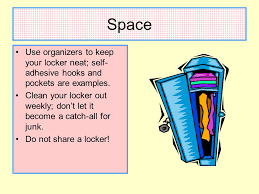 Space
• Use organizers to keep
your locker neat; self-
adhesive hooks and
pockets are examples.
• Clean your locker out
weekly; don't let it
become a catch-all for
junk.
• Do not share a locker!